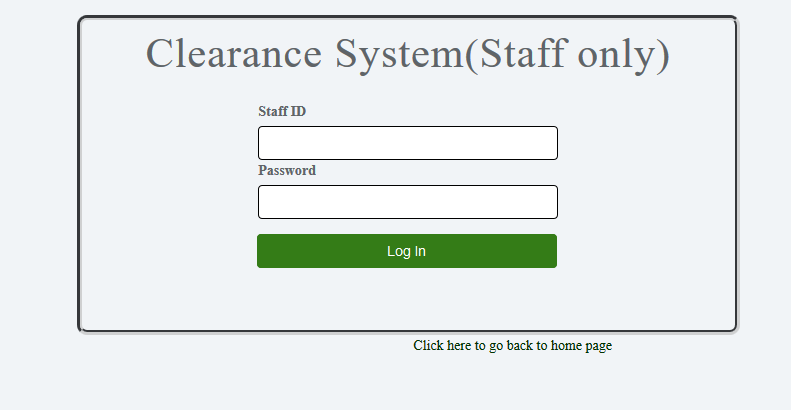 Clearance System(Staff only)
Staff ID
Password
Log In
Click here to go back to home page